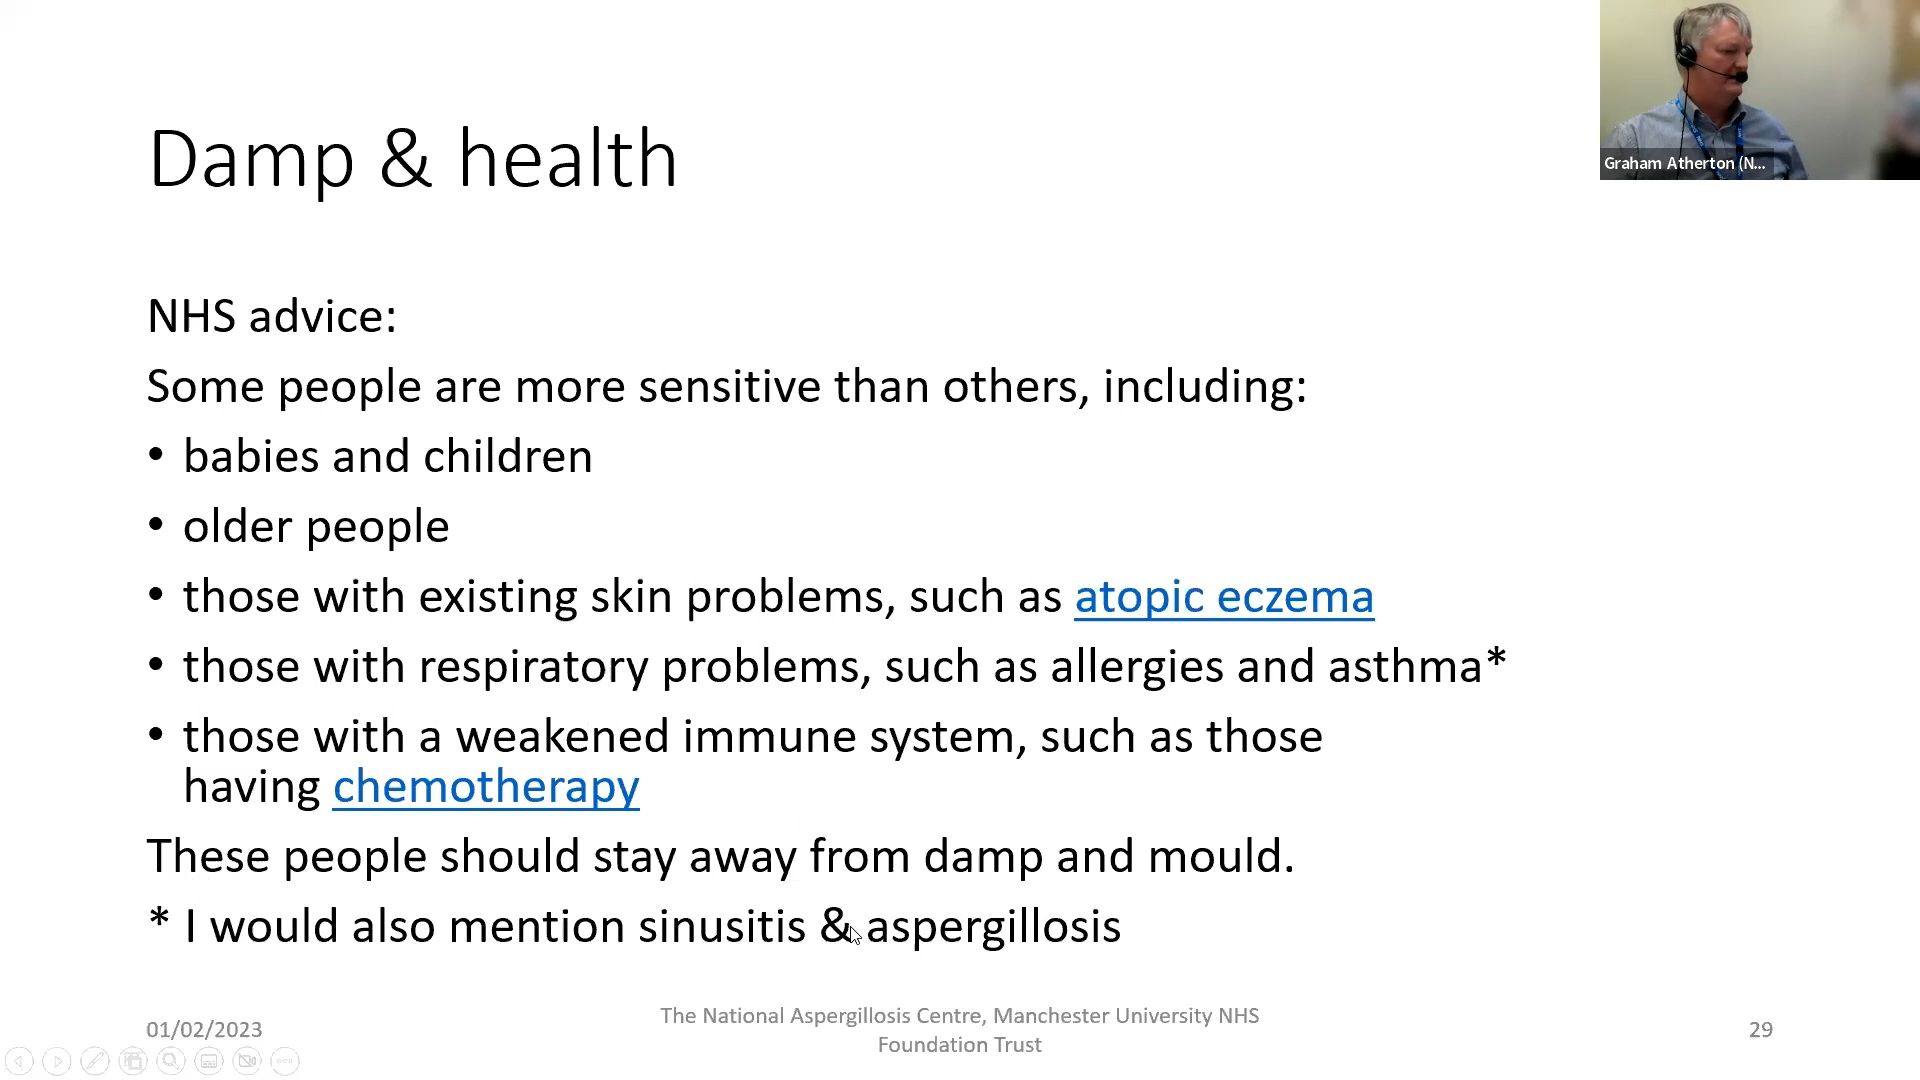 Graham Atherton (N...
Damp & health
NHS advice:
Some people are more sensitive than others, including:
• babies and children
• older people
• those with existing skin problems, such as atopic eczema
• those with respiratory problems, such as allergies and asthma*
• those with a weakened immune system, such as those
having chemotherapy
These people should stay away from damp and mould.
* I would also mention sinusitis & aspergillosis
01/02/2023
The National Aspergillosis Centre, Manchester University NHS
Foundation Trust
29